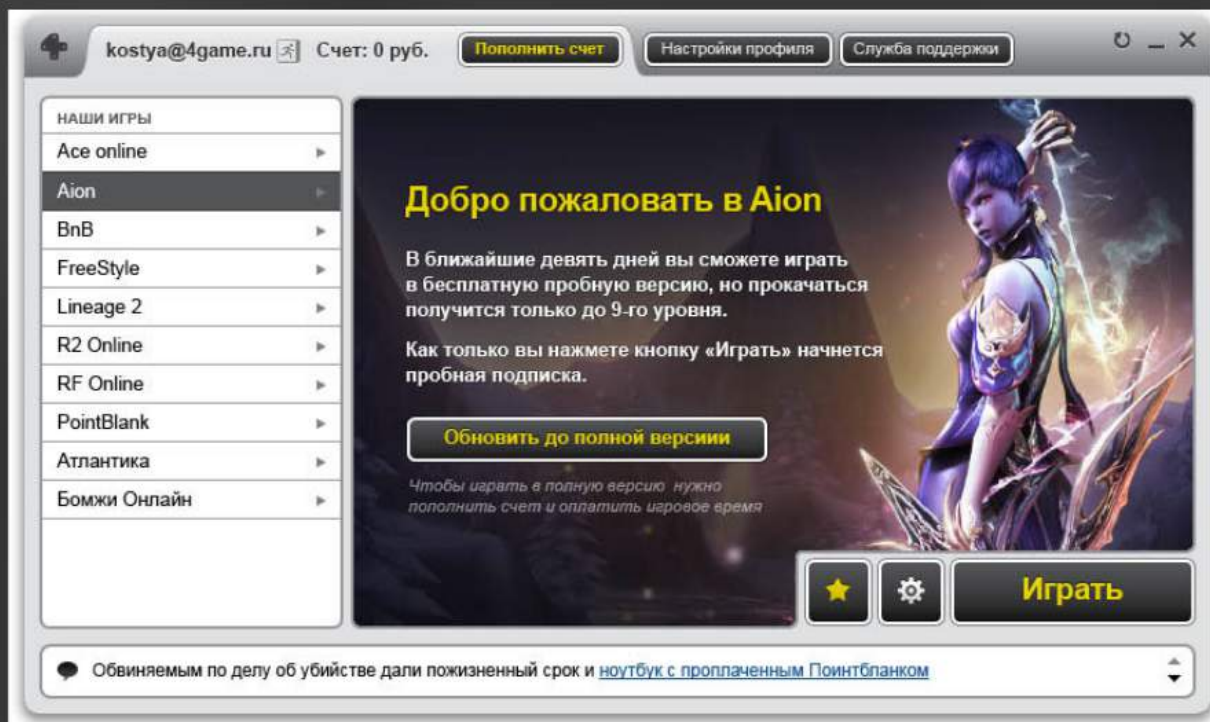 kostya@4game.ru Счет: 0 руб. Пополнить счет Настройки профиля Служба поддержки
НАШИ ИГРЫ
Ace online
Aion
BnB
FreeStyle
Lineage 2
R2 Online
RF Online
PointBlank
Атлантика
Бомжи Онлайн
Добро пожаловать в Aion
В ближайшие девять дней вы сможете играть
в бесплатную пробную версию, но прокачаться
получится только до 9-го уровня.
Как только вы нажмете кнопку «Играть» начнется
пробная подписка.
Обновить до полной версиии
Чтобы играть в полную версию нужно
пополнить счет и оплатить игровое время
Играть
Обвиняемым по делу об убийстве дали пожизненный срок и ноутбук с проплаченным Поинтбланком